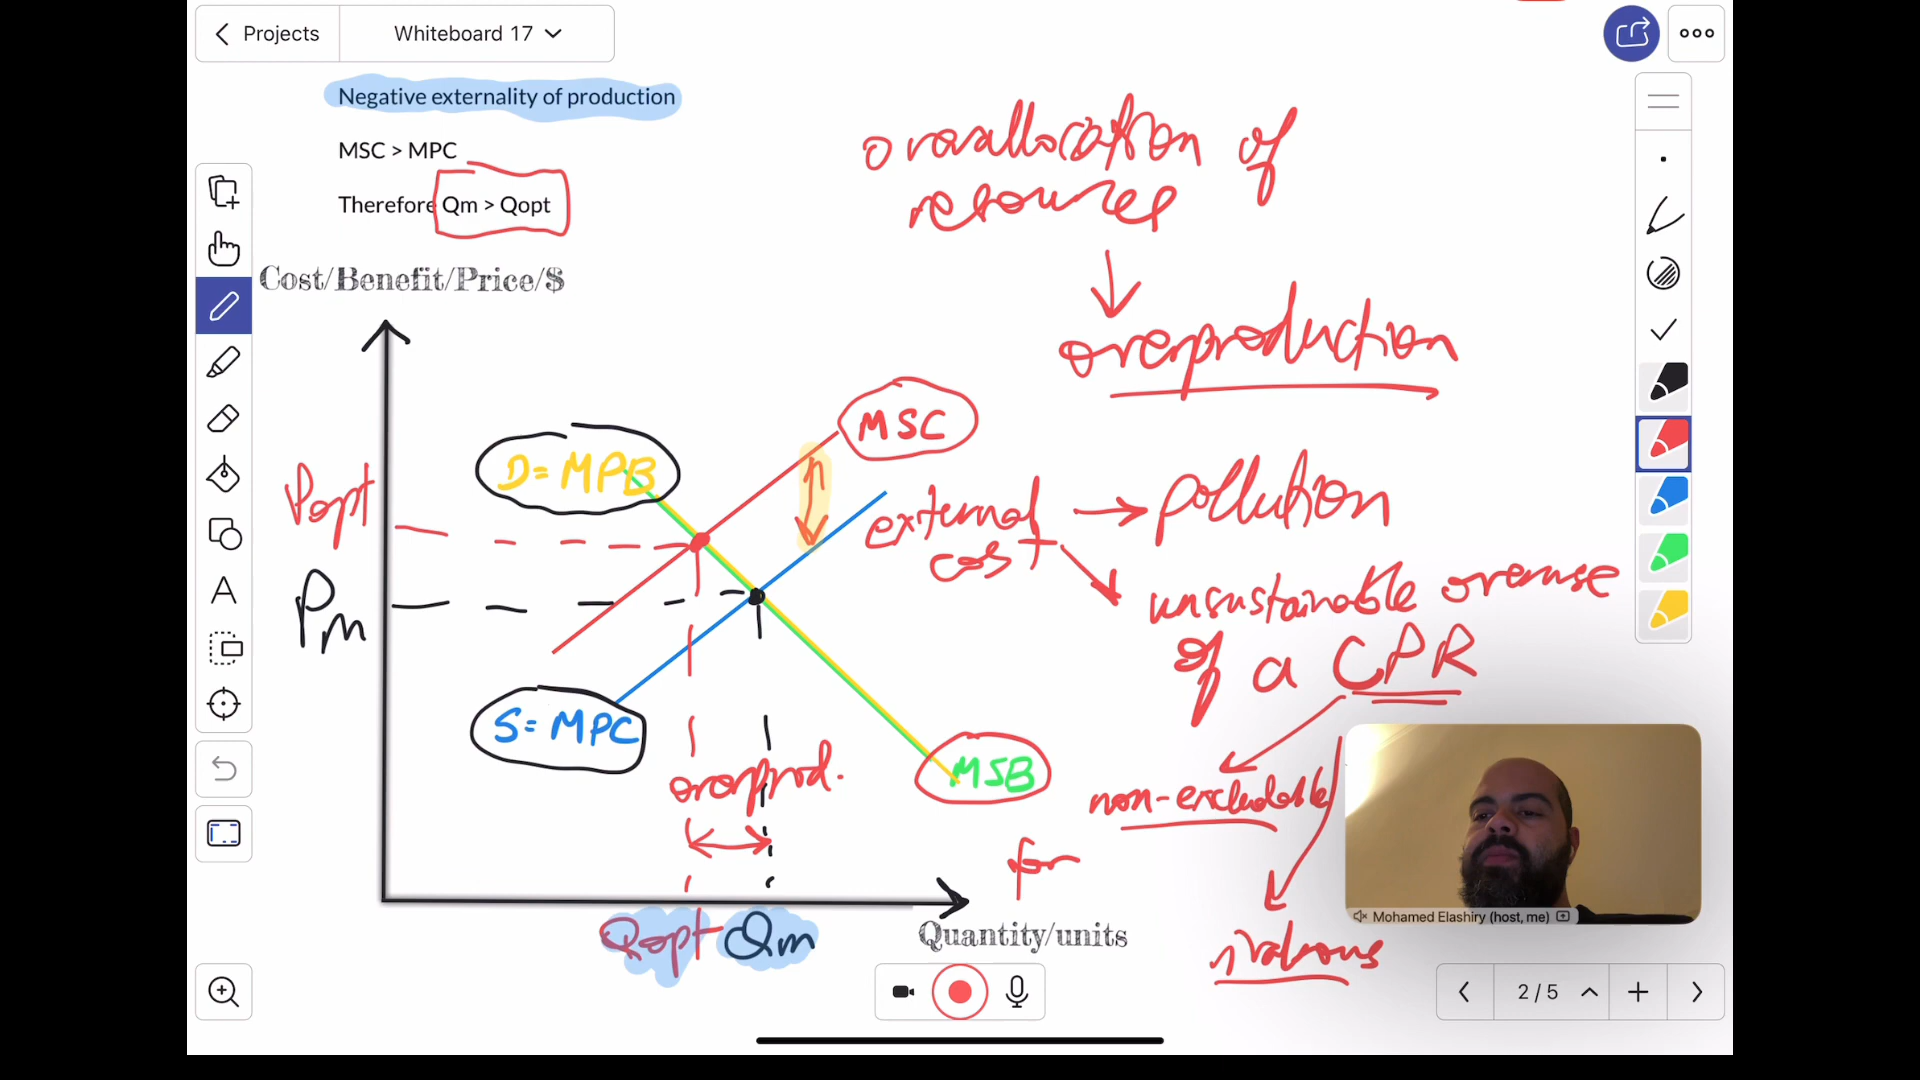 Projects
Whiteboard 17
Negative externality of production
MSC > MPC
Therefore Qm > Qopt
Cost/Benefit/Price/$
overallocation of
resources
overproduction
MSC
D = MPB
Popt
external
cost
pollution
Pm
unsustainable overuse
of a CPR
S = MPC
MSB
overprod.
non-excludable
for
Mohamed Elashiry (host, me)
Qopt
Qm
Quantity/units
rivalrous
2 / 5